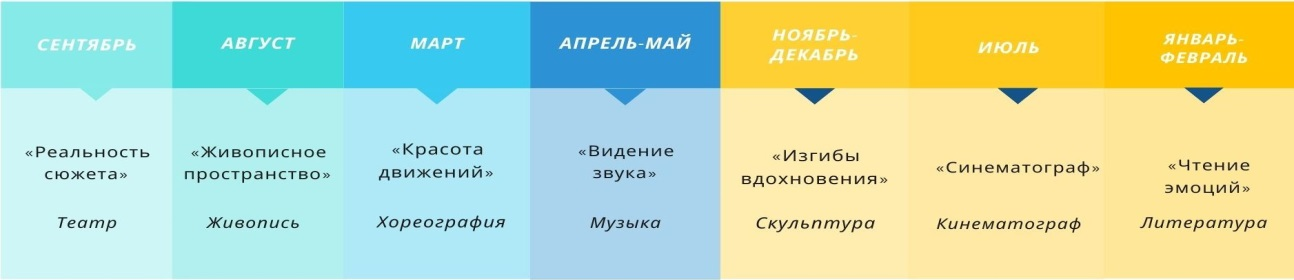 СЕНТЯБРЬ
АВГУСТ
МАРТ
АПРЕЛЬ-МАЙ
НОЯБРЬ-
ДЕКАБРЬ
ИЮЛЬ
ЯНВАРЬ-
ФЕВРАЛЬ
«Реальность
сюжета»
Театр
«Живописное
пространство»
Живопись
«Красота
движений»
Хореография
«Видение
звука»
Музыка
«Изгибы
вдохновения»
Скульптура
«Синематограф»
Кинематограф
«Чтение
эмоций»
Литература